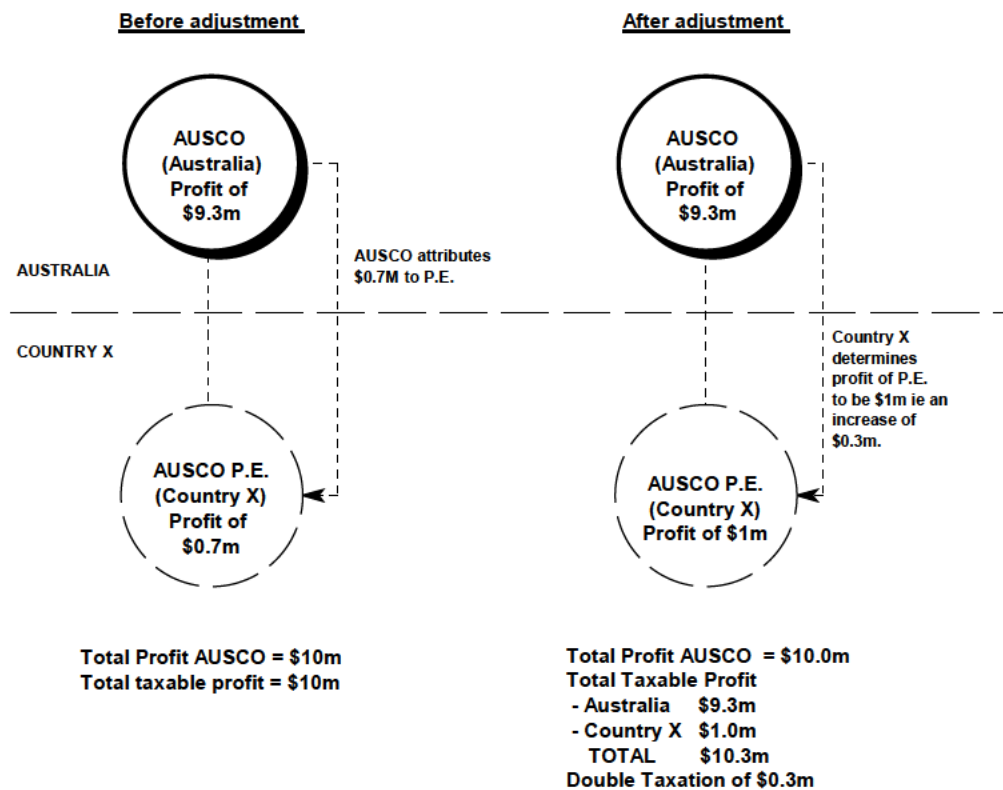 Before adjustment
AUSCO
(Australia)
Profit of
$9.3m
AUSCO attributes
$0.7M to P.E.
AUSTRALIA
COUNTRY X
AUSCO P.E.
(Country X)
Profit of
$0.7m
Total Profit AUSCO = $10m
Total taxable profit = $10m
After adjustment
AUSCO
(Australia)
Profit of
$9.3m
Country X
determines
profit of P.E.
to be $1m ie an
increase of
$0.3m.
AUSCO P.E.
(Country X)
Profit of $1m
Total Profit AUSCO = $10.0m
Total Taxable Profit
- Australia $9.3m
- Country X $1.0m
TOTAL $10.3m
Double Taxation of $0.3m